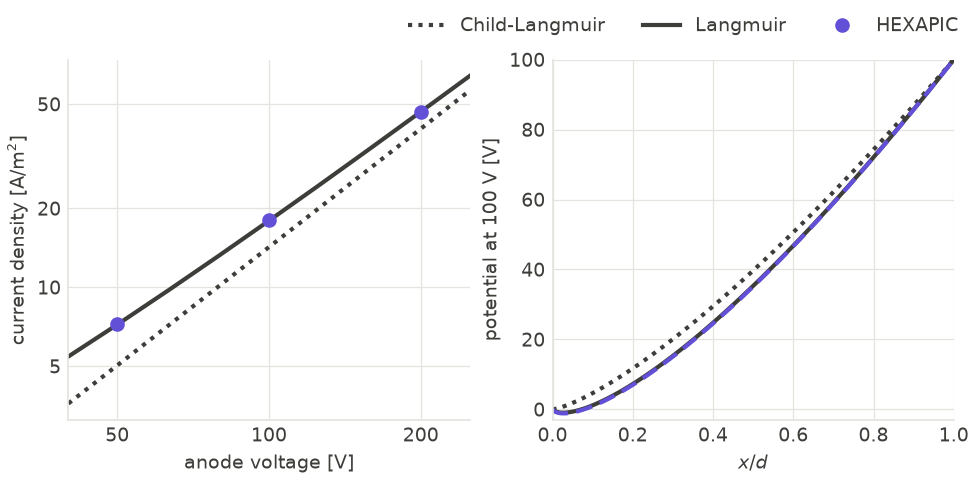 Child-Langmuir
Langmuir
HEXAPIC
current density [A/m²]
50
20
10
5
50
100
200
anode voltage [V]
potential at 100 V [V]
100
80
60
40
20
0
0.0
0.2
0.4
0.6
0.8
1.0
x/d